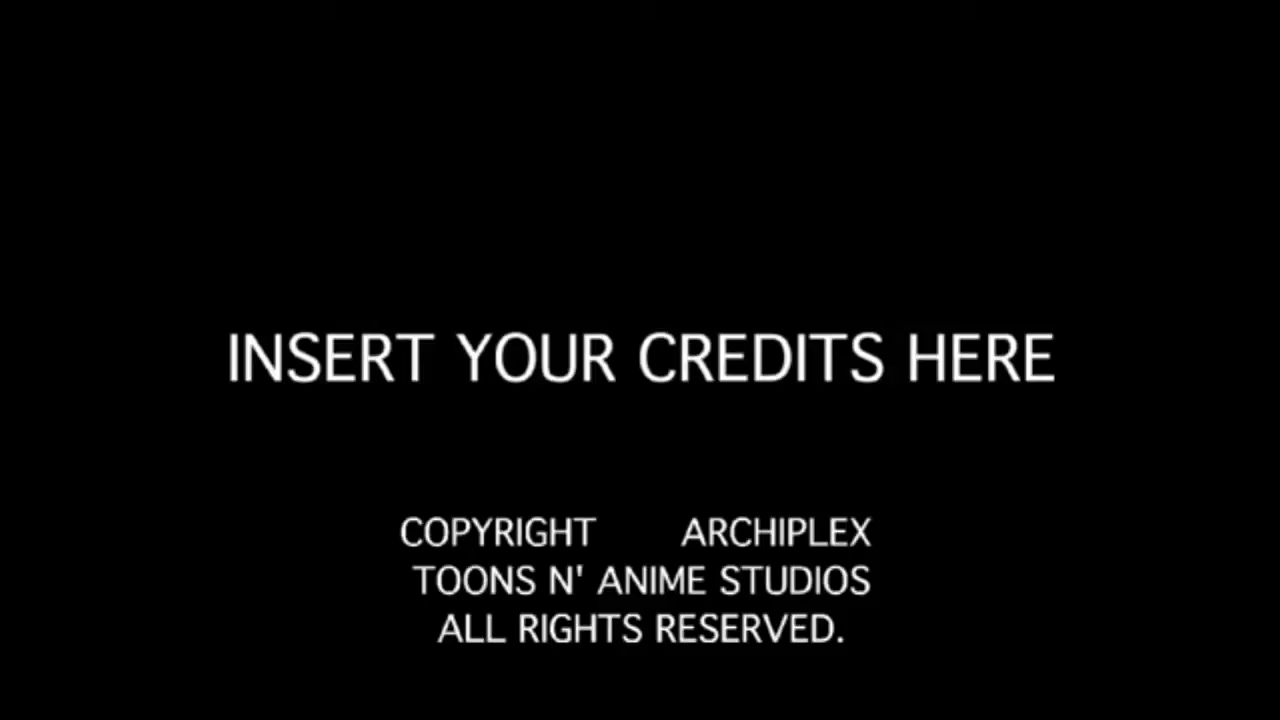 INSERT YOUR CREDITS HERE
COPYRIGHT ARCHIPLEX
TOONS N' ANIME STUDIOS
ALL RIGHTS RESERVED.